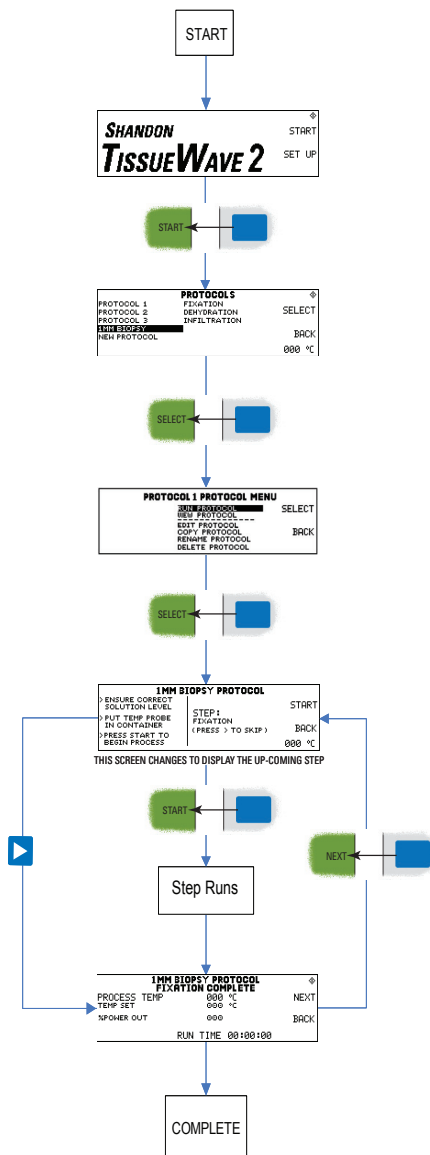 START
SHANDON
TISSUEWAVE 2
START
SET UP
START
PROTOCOLS
PROTOCOL 1 FIXATION
PROTOCOL 2 DEHYDRATION
PROTOCOL 3 INFILTRATION
1MM BIOPSY
NEW PROTOCOL
SELECT
BACK
000 °C
SELECT
PROTOCOL 1 PROTOCOL MENU
RUN PROTOCOL
VIEW PROTOCOL
EDIT PROTOCOL
COPY PROTOCOL
RENAME PROTOCOL
DELETE PROTOCOL
SELECT
BACK
SELECT
1MM BIOPSY PROTOCOL
>ENSURE CORRECT
SOLUTION LEVEL
>PUT TEMP PROBE
IN CONTAINER
>PRESS START TO
BEGIN PROCESS
STEP:
FIXATION
(PRESS > TO SKIP)
START
BACK
000 °C
THIS SCREEN CHANGES TO DISPLAY THE UP-COMING STEP
START
NEXT
Step Runs
1MM BIOPSY PROTOCOL
FIXATION COMPLETE
PROCESS TEMP 000 °C
TEMP SET 000 °C
%POWER OUT 000
RUN TIME 00:00:00
NEXT
BACK
COMPLETE